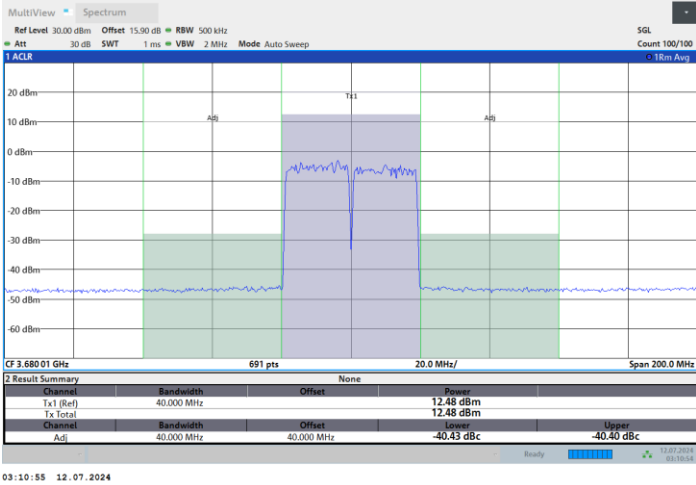 MultiView Spectrum
Ref Level 30.00 dBm Offset 15.90 dB RBW 500 kHz SGL
Att 30 dB SWT 1 ms VBW 2 MHz Mode Auto Sweep Count 100/100
1 ACLR 1Rm Avg
20 dBm
Tx1
10 dBm
Adj Adj
0 dBm
-10 dBm
-20 dBm
-30 dBm
-40 dBm
-50 dBm
-60 dBm
CF 3.680 01 GHz 691 pts 20.0 MHz/ Span 200.0 MHz
2 Result Summary None
Channel Bandwidth Offset Power
Tx1 (Ref) 40.000 MHz 12.48 dBm
Tx Total 12.48 dBm
Channel Bandwidth Offset Lower Upper
Adj 40.000 MHz 40.000 MHz -40.43 dBc -40.40 dBc
Ready 12.07.2024
03:10:54
03:10:55 12.07.2024